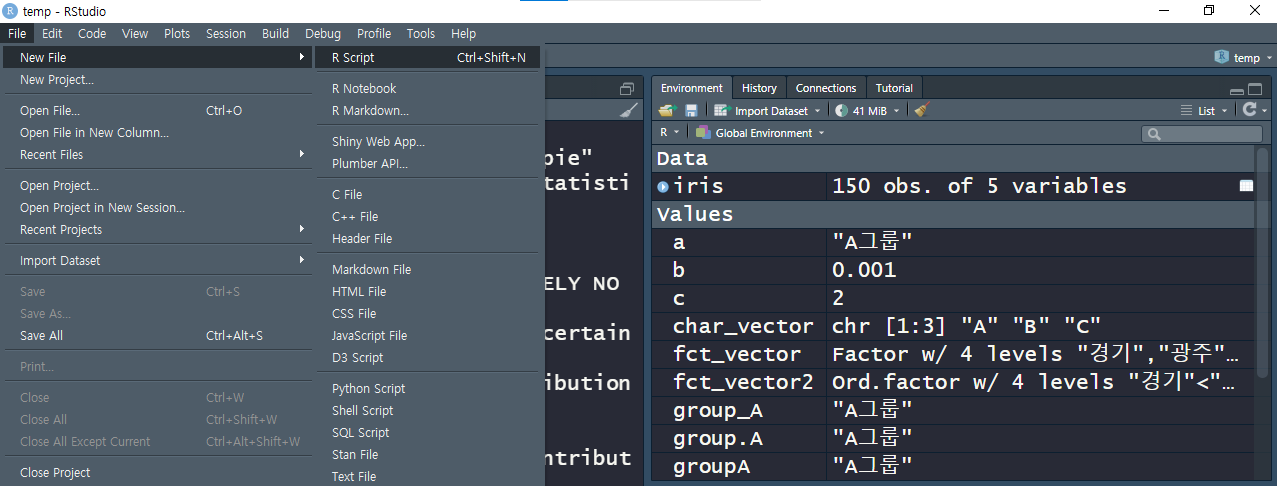 temp - RStudio
File Edit Code View Plots Session Build Debug Profile Tools Help
New File
New Project...
Open File... Ctrl+O
Open File in New Column...
Recent Files
Open Project...
Open Project in New Session...
Recent Projects
Import Dataset
Save Ctrl+S
Save As...
Save All Ctrl+Alt+S
Print...
Close Ctrl+W
Close All Ctrl+Shift+W
Close All Except Current Ctrl+Alt+Shift+W
Close Project
R Script Ctrl+Shift+N
R Notebook
R Markdown...
Shiny Web App...
Plumber API...
C File
C++ File
Header File
Markdown File
HTML File
CSS File
JavaScript File
D3 Script
Python Script
Shell Script
SQL Script
Stan File
Text File
pie"
tatisti
ELY NO
certain
ibution
ntribut
temp
Environment History Connections Tutorial
Import Dataset 41 MiB List
R Global Environment
Data
iris 150 obs. of 5 variables
Values
a "A그룹"
b 0.001
c 2
char_vector chr [1:3] "A" "B" "C"
fct_vector Factor w/ 4 levels "경기","광주"…
fct_vector2 Ord.factor w/ 4 levels "경기"<"…
group_A "A그룹"
group.A "A그룹"
groupA "A그룹"